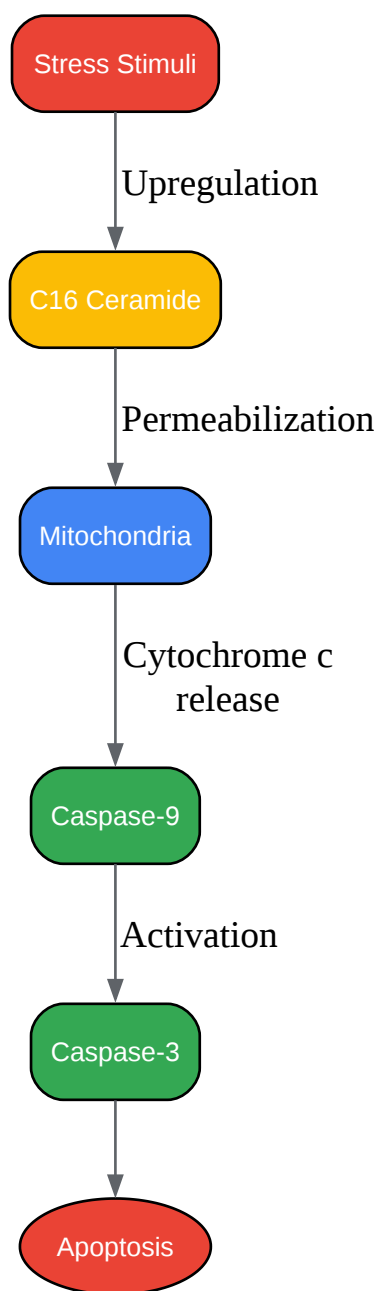 Stress Stimuli
Upregulation
C16 Ceramide
Permeabilization
Mitochondria
Cytochrome c
release
Caspase-9
Activation
Caspase-3
Apoptosis